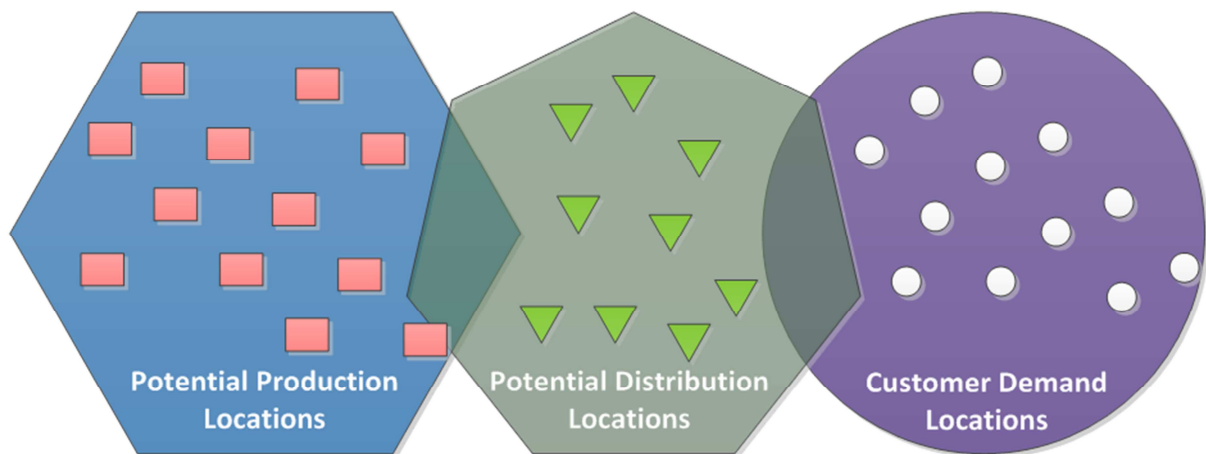 Potential Production
Locations
Potential Distribution
Locations
Customer Demand
Locations